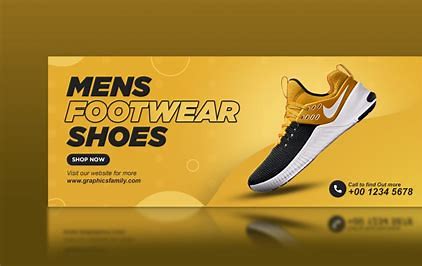 MENS
FOOTWEAR
SHOES
SHOP NOW
Visit our website for more
www.graphicsfamily.com
Call to find Out more
+00 1234 5678